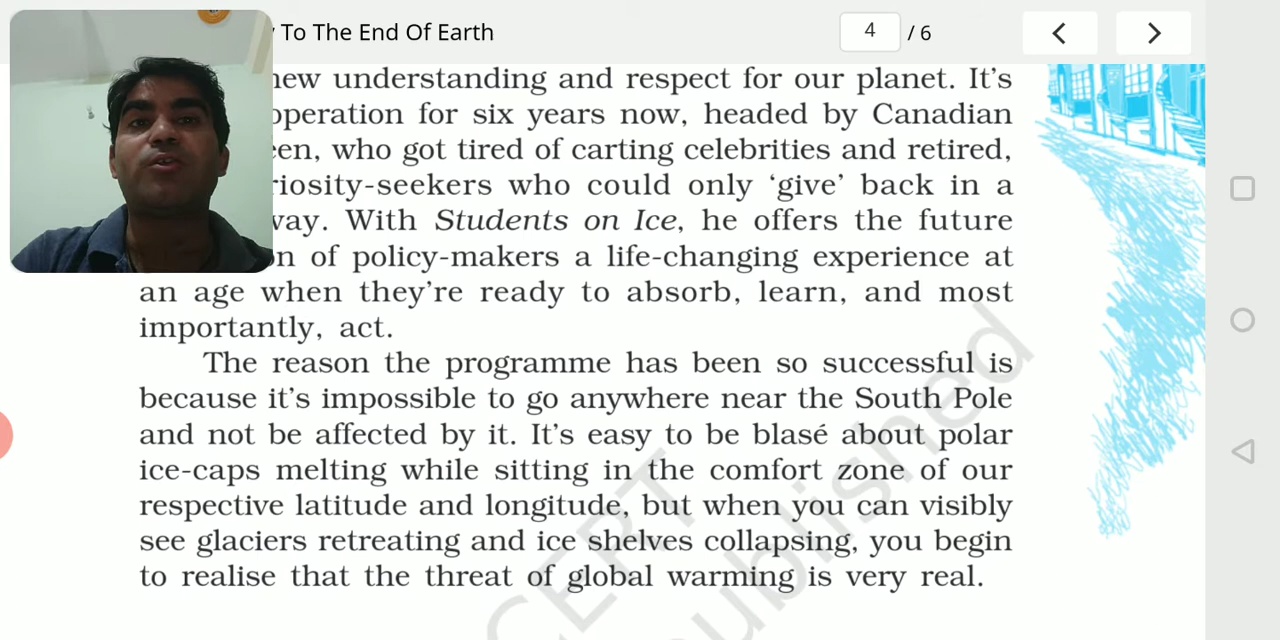 To The End Of Earth
4 / 6
new understanding and respect for our planet. It's
operation for six years now, headed by Canadian
who got tired of carting celebrities and retired,
riosity-seekers who could only ‘give’ back in a
way. With Students on Ice, he offers the future
of policy-makers a life-changing experience at
an age when they're ready to absorb, learn, and most
importantly, act.
The reason the programme has been so successful is
because it's impossible to go anywhere near the South Pole
and not be affected by it. It's easy to be blasé about polar
ice-caps melting while sitting in the comfort zone of our
respective latitude and longitude, but when you can visibly
see glaciers retreating and ice shelves collapsing, you begin
to realise that the threat of global warming is very real.